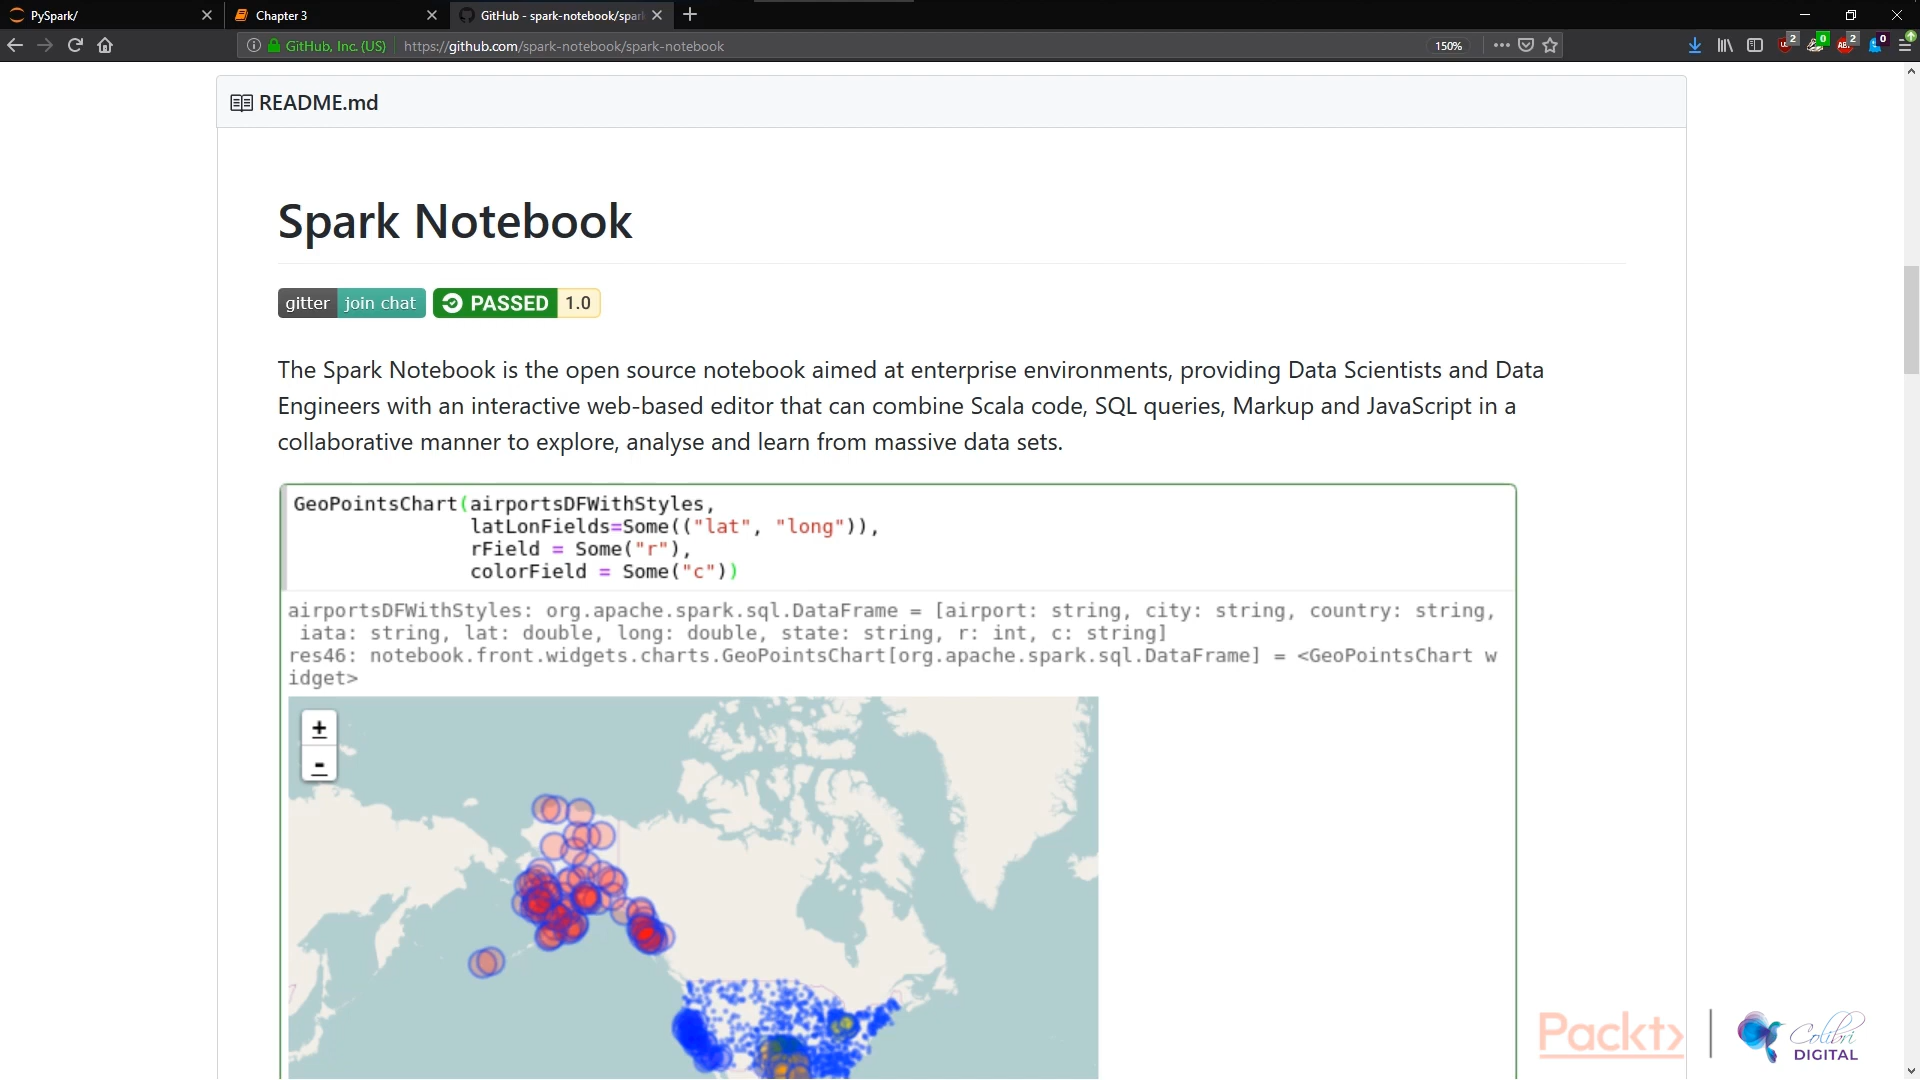 PySpark/
Chapter 3
GitHub - spark-notebook/spar
GitHub, Inc. (US)
https://github.com/spark-notebook/spark-notebook
150%
2
0
2
0
README.md
Spark Notebook
gitter join chat
PASSED 1.0
The Spark Notebook is the open source notebook aimed at enterprise environments, providing Data Scientists and Data
Engineers with an interactive web-based editor that can combine Scala code, SQL queries, Markup and JavaScript in a
collaborative manner to explore, analyse and learn from massive data sets.
GeoPointsChart(airportsDFWithStyles,
latLonFields=Some(("lat", "long")),
rField = Some("r"),
colorField = Some("c"))
airportsDFWithStyles: org.apache.spark.sql.DataFrame = [airport: string, city: string, country: string,
iata: string, lat: double, long: double, state: string, r: int, c: string]
res46: notebook.front.widgets.charts.GeoPointsChart[org.apache.spark.sql.DataFrame] = <GeoPointsChart w
idget>
+
-
Packt>
Colibri
DIGITAL